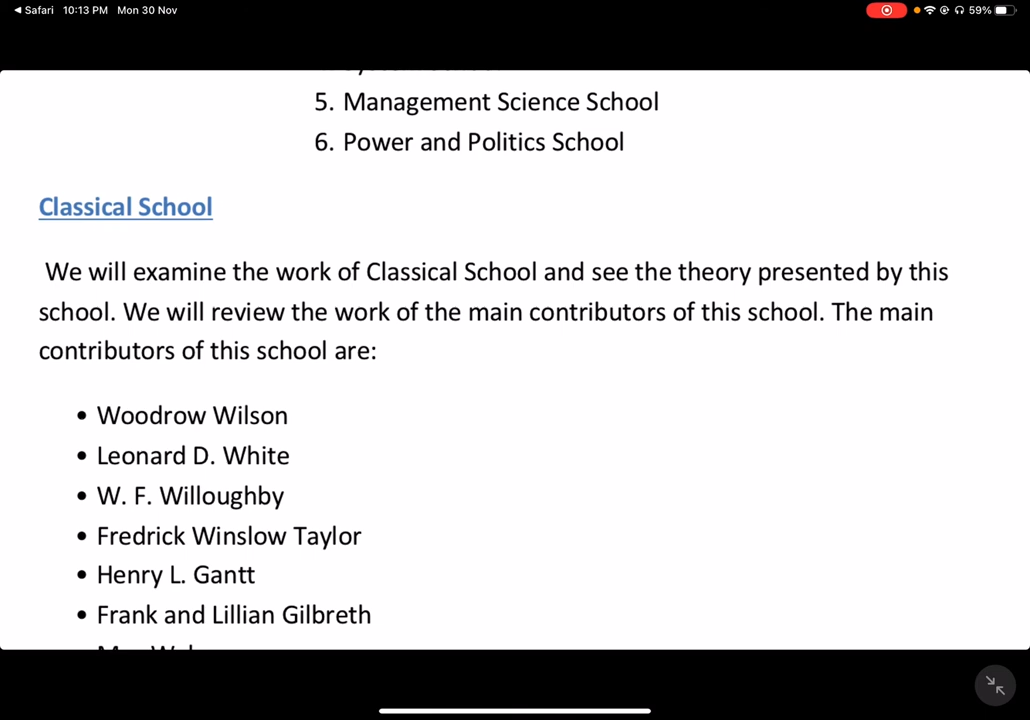 Safari 10:13 PM Mon 30 Nov 59%
5. Management Science School
6. Power and Politics School
Classical School
We will examine the work of Classical School and see the theory presented by this
school. We will review the work of the main contributors of this school. The main
contributors of this school are:
• Woodrow Wilson
• Leonard D. White
• W. F. Willoughby
• Fredrick Winslow Taylor
• Henry L. Gantt
• Frank and Lillian Gilbreth